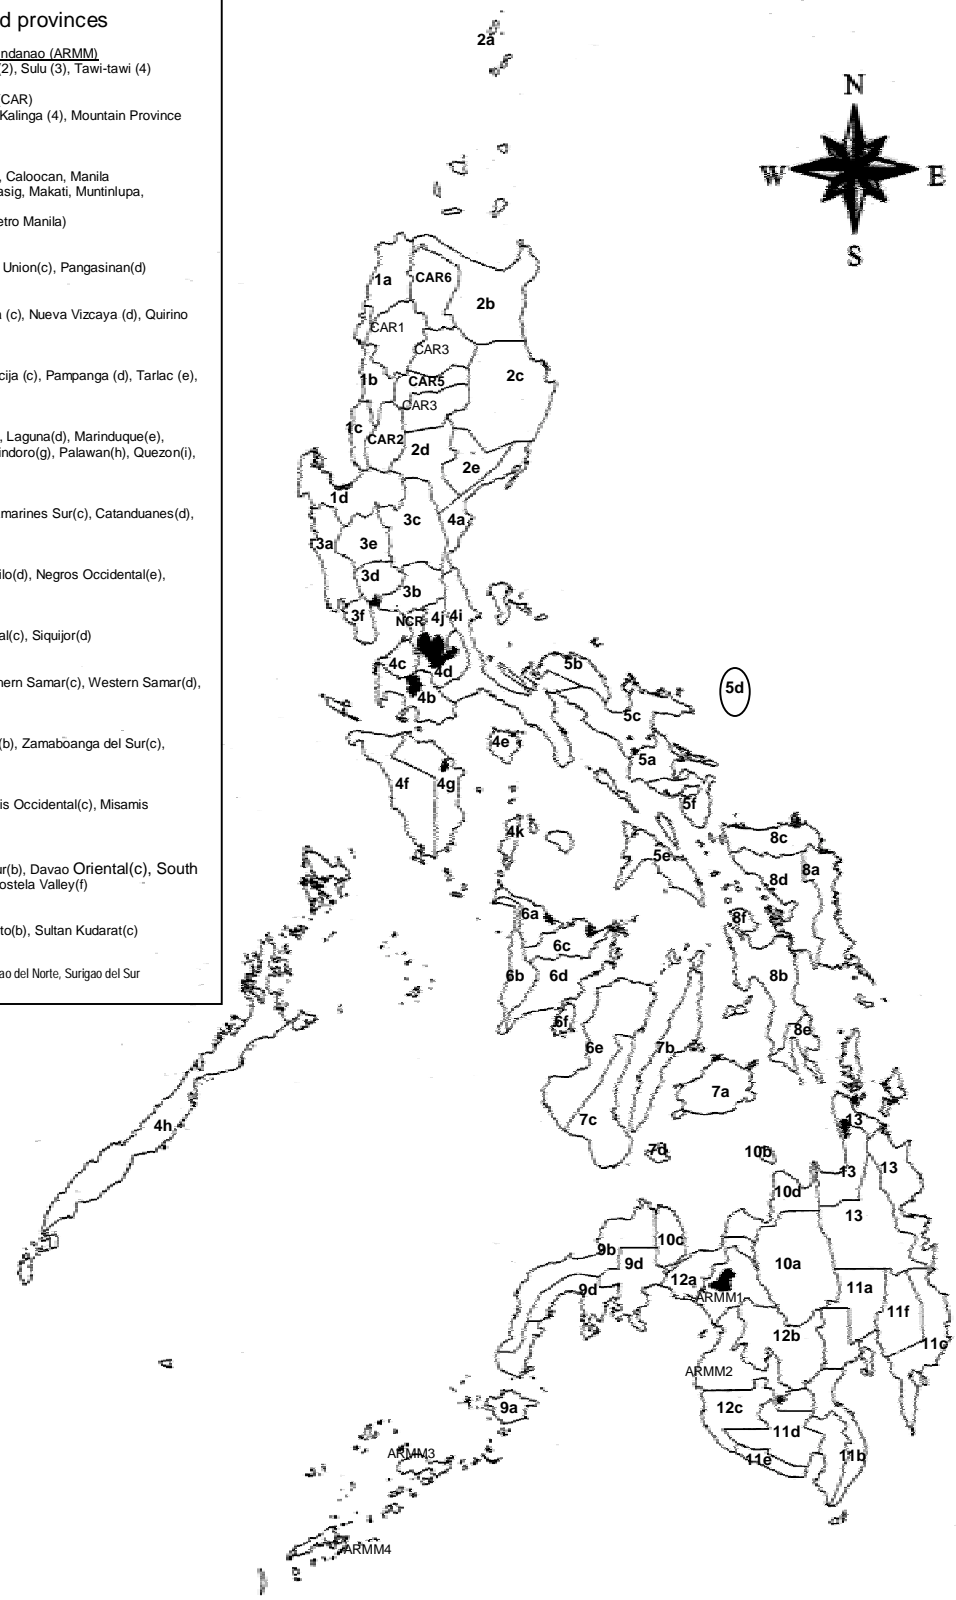 d provinces
ndanao (ARMM)
(2), Sulu (3), Tawi-tawi (4)
(CAR)
Kalinga (4), Mountain Province
, Caloocan, Manila
asig, Makati, Muntinlupa,
etro Manila)
Union(c), Pangasinan(d)
(c), Nueva Vizcaya (d), Quirino
cija (c), Pampanga (d), Tarlac (e),
, Laguna(d), Marinduque(e),
indoro(g), Palawan(h), Quezon(i),
marines Sur(c), Catanduanes(d),
ilo(d), Negros Occidental(e),
al(c), Siquijor(d)
hern Samar(c), Western Samar(d),
(b), Zamaboanga del Sur(c),
is Occidental(c), Misamis
ur(b), Davao Oriental(c), South
ostela Valley(f)
to(b), Sultan Kudarat(c)
ao del Norte, Surigao del Sur
2a
N
W E
S
1a CAR6
2b
CAR1
CAR3
1b CAR5 2c
CAR3
1c CAR2 2d
2e
1d
3c 4a
3a 3e
3d
3b
3f NCR 4j 4i
4c 4d 5b
4b 5d
5c
4e
5a
4f 4g
5f
4k 8c
5e
8d 8a
6a 8f
6c
6b 6d 8b
6f
8e
6e 7b
7a
7c
4h 13
7d 10b
13 13
10d
13
10c
9b 9d 10a
12a
9d 11a
ARMM1
11f
12b
11c
ARMM2
9a 12c
11d
ARMM3 11e 11b
ARMM4